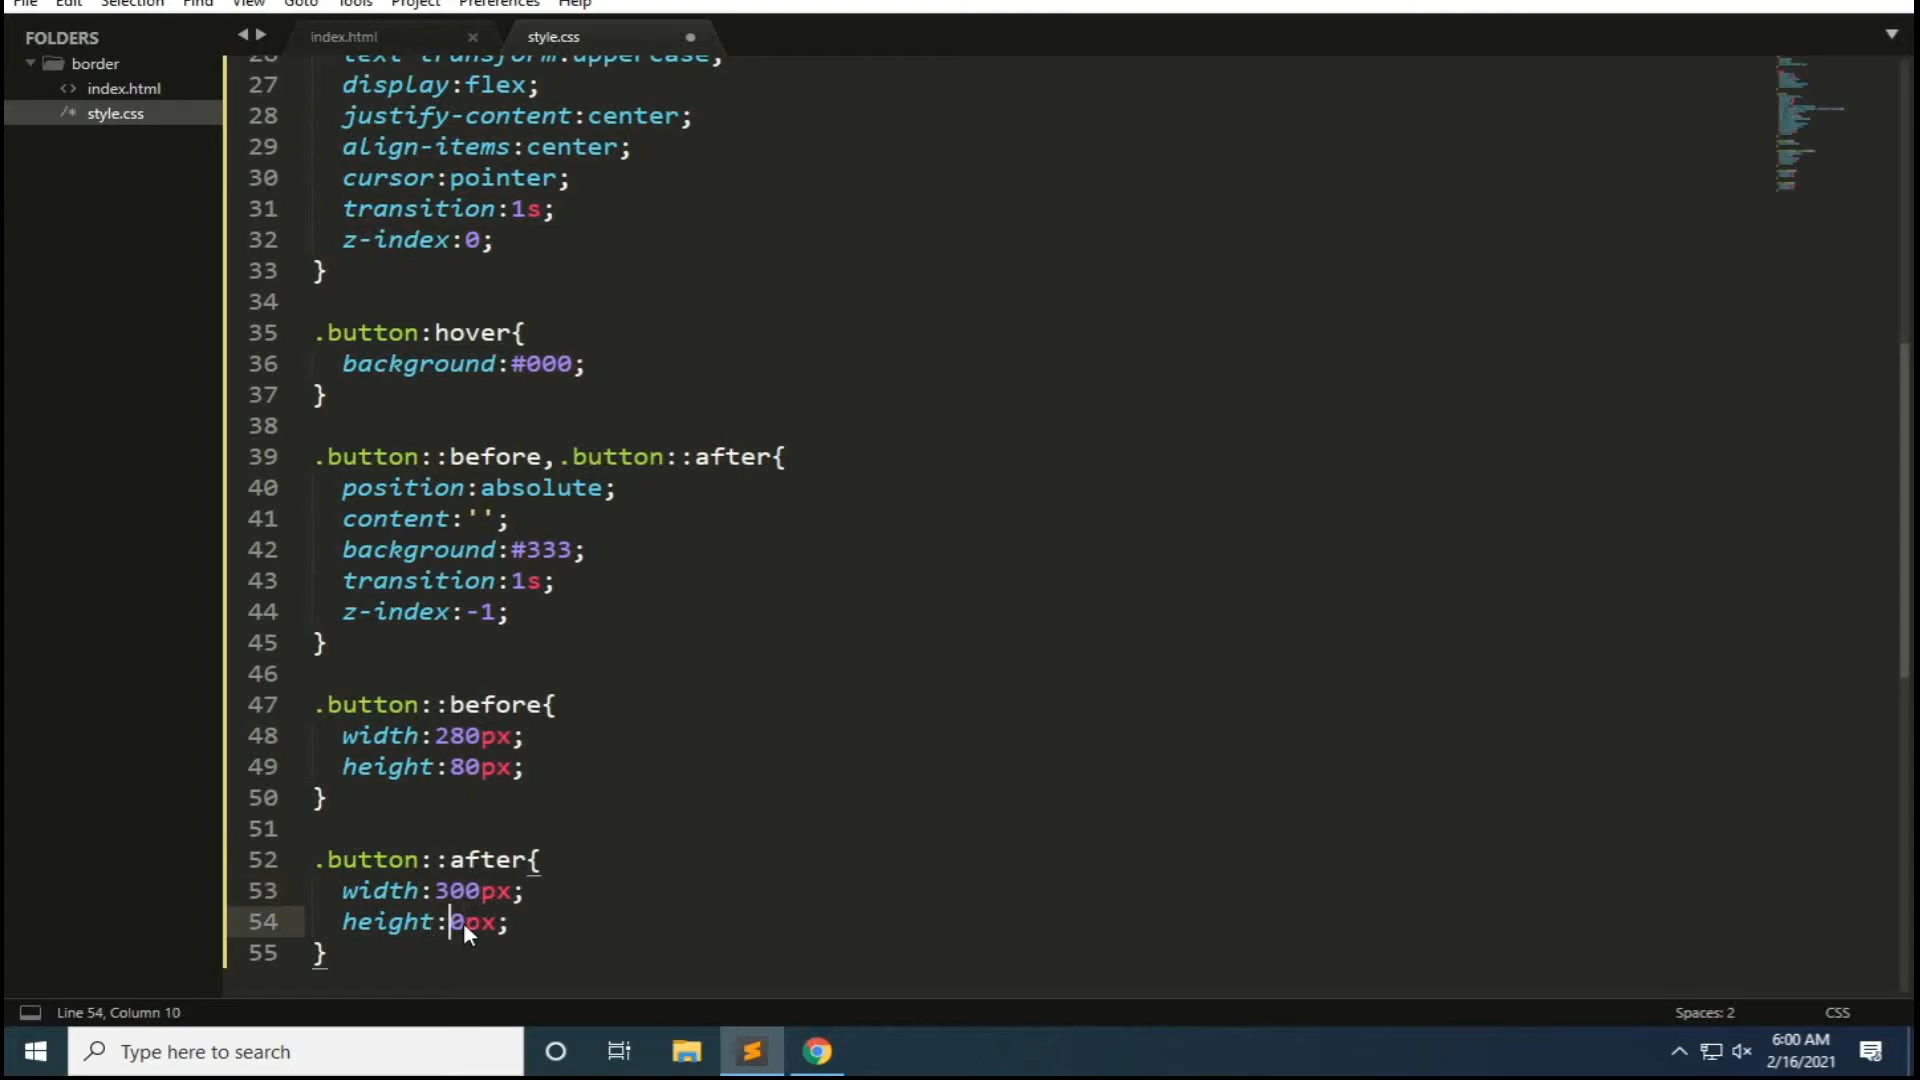 File Edit Selection Find View Goto Tools Project Preferences Help
FOLDERS
border
index.html
style.css
index.html
style.css
26 text-transform:uppercase;
27 display:flex;
28 justify-content:center;
29 align-items:center;
30 cursor:pointer;
31 transition:1s;
32 z-index:0;
33 }
34
35 .button:hover{
36 background:#000;
37 }
38
39 .button::before,.button::after{
40 position:absolute;
41 content:'';
42 background:#333;
43 transition:1s;
44 z-index:-1;
45 }
46
47 .button::before{
48 width:280px;
49 height:80px;
50 }
51
52 .button::after{
53 width:300px;
54 height:0px;
55 }
Line 54, Column 10
Spaces: 2
CSS
Type here to search
6:00 AM
2/16/2021